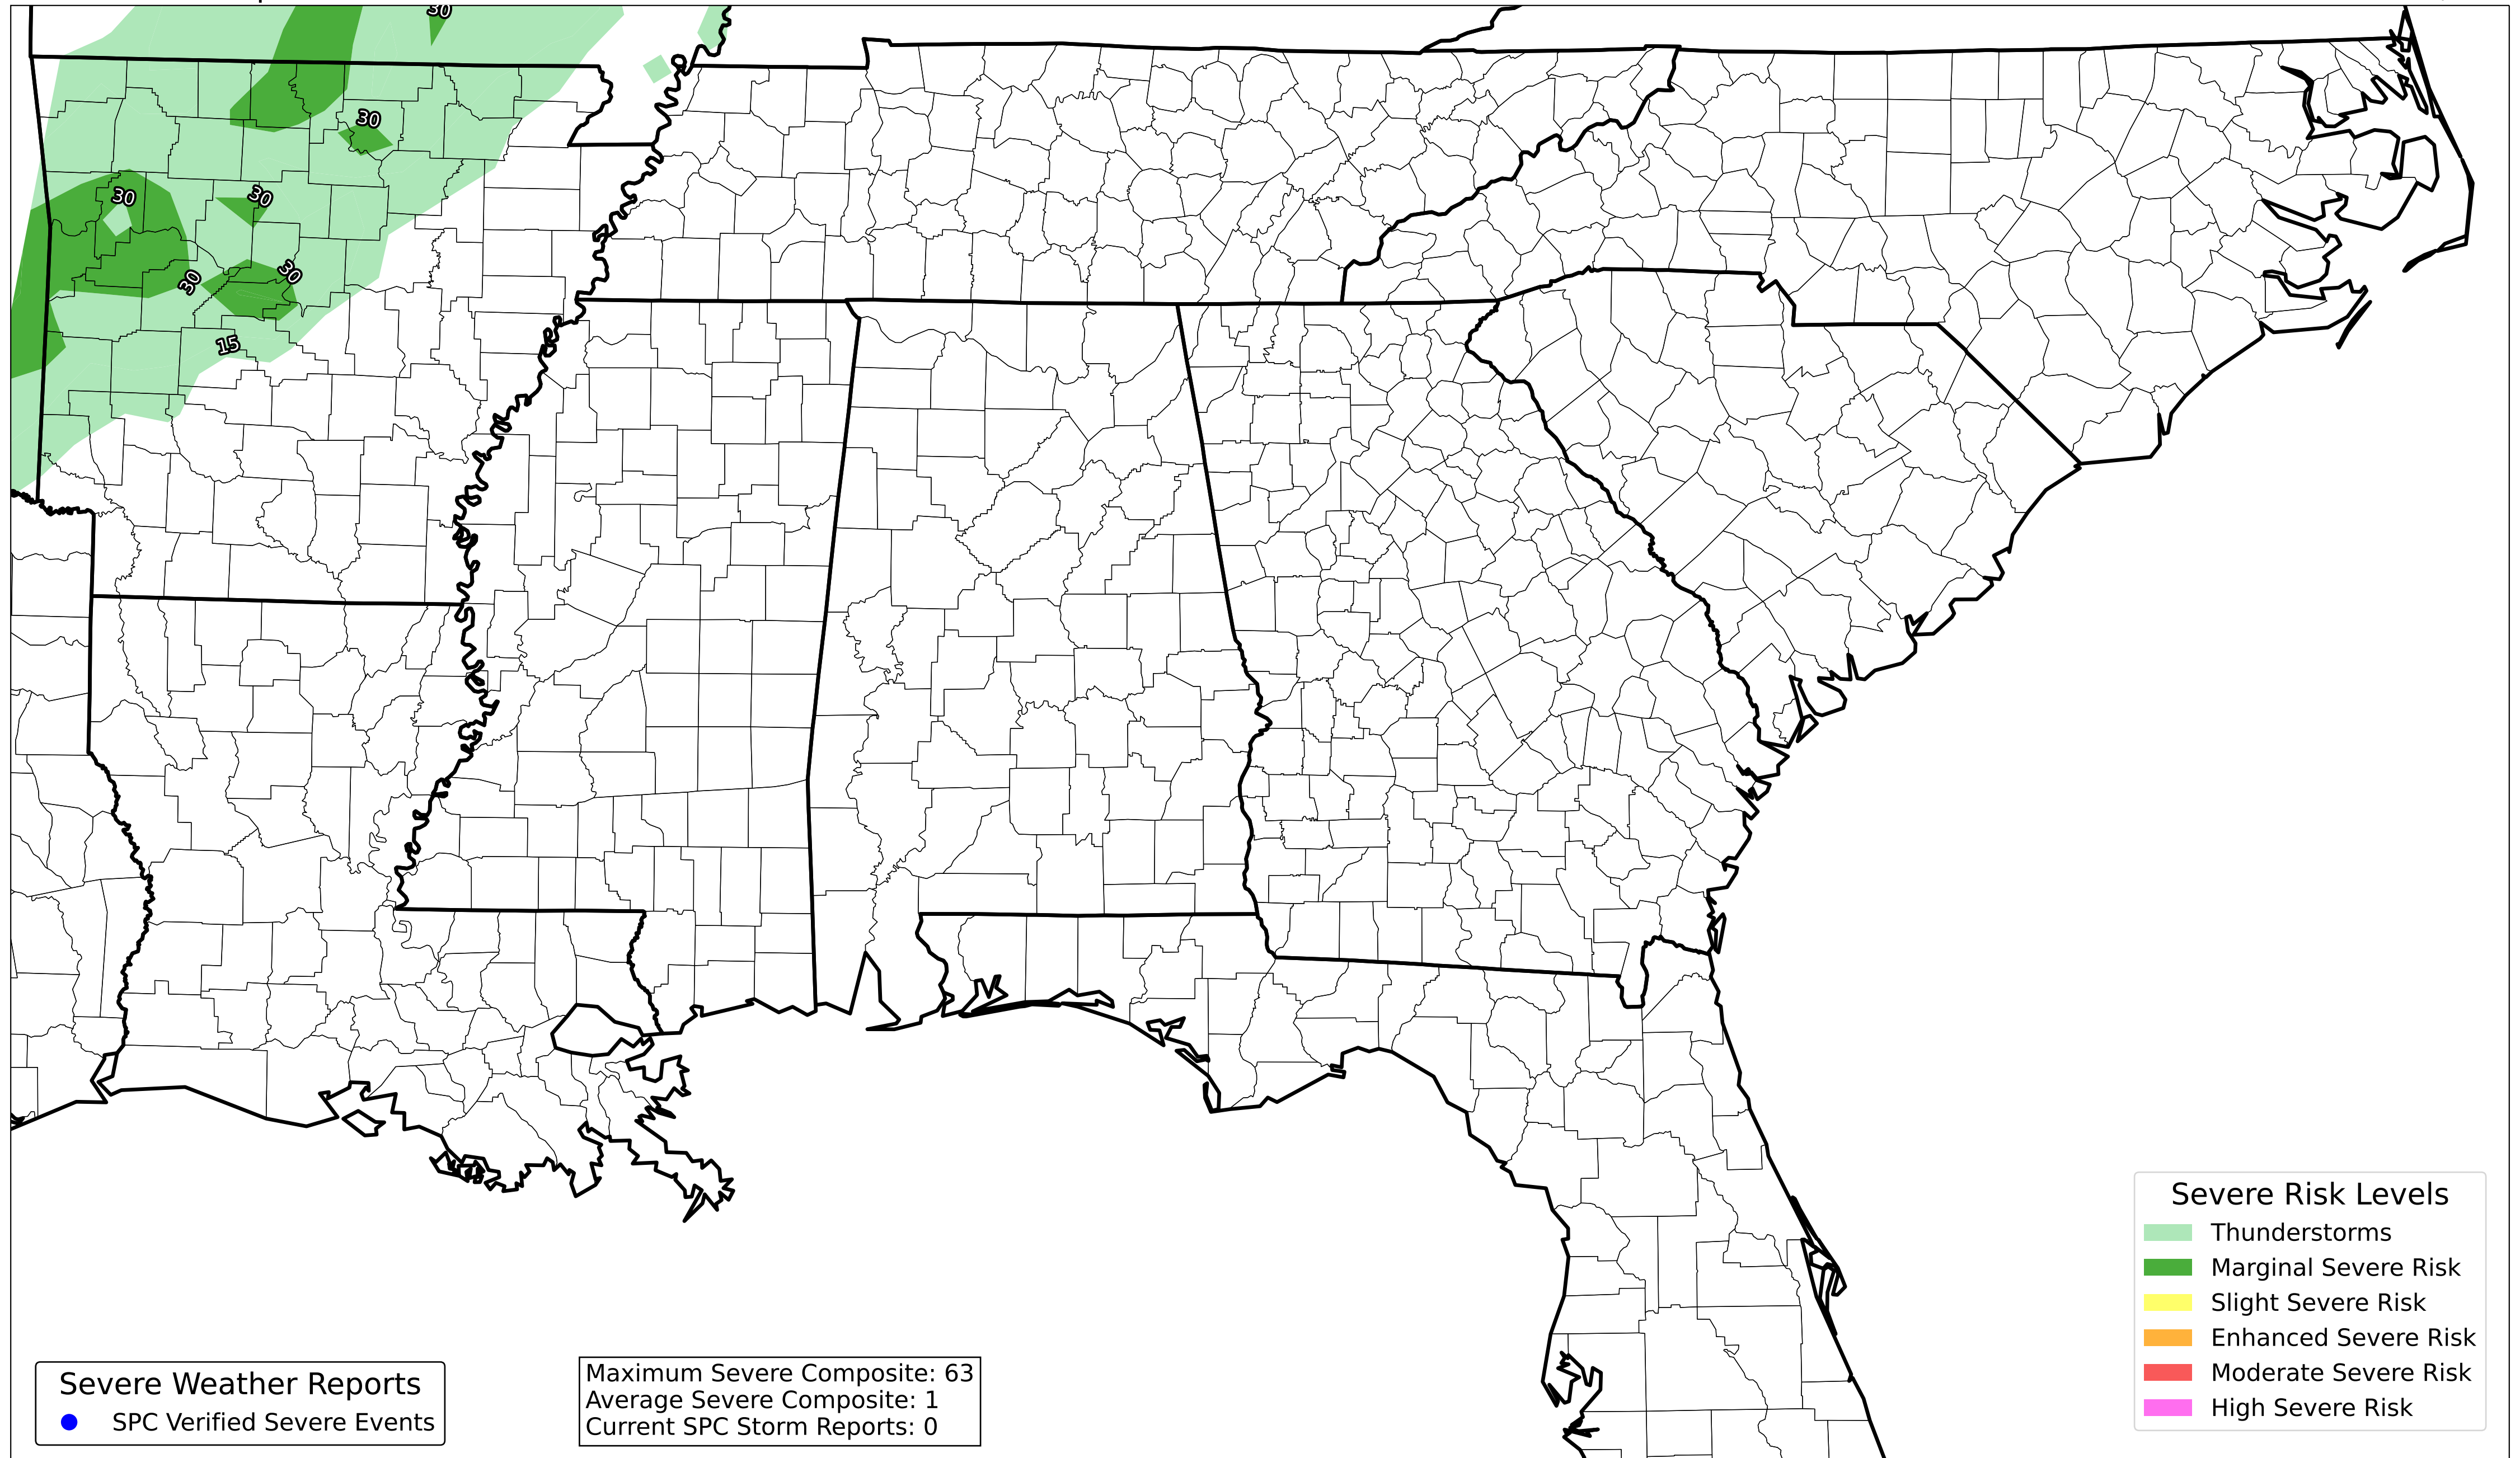 30
30
30
30
30
30
15
Severe Risk Levels
Thunderstorms
Marginal Severe Risk
Slight Severe Risk
Enhanced Severe Risk
Moderate Severe Risk
High Severe Risk
Severe Weather Reports
SPC Verified Severe Events
Maximum Severe Composite: 63
Average Severe Composite: 1
Current SPC Storm Reports: 0